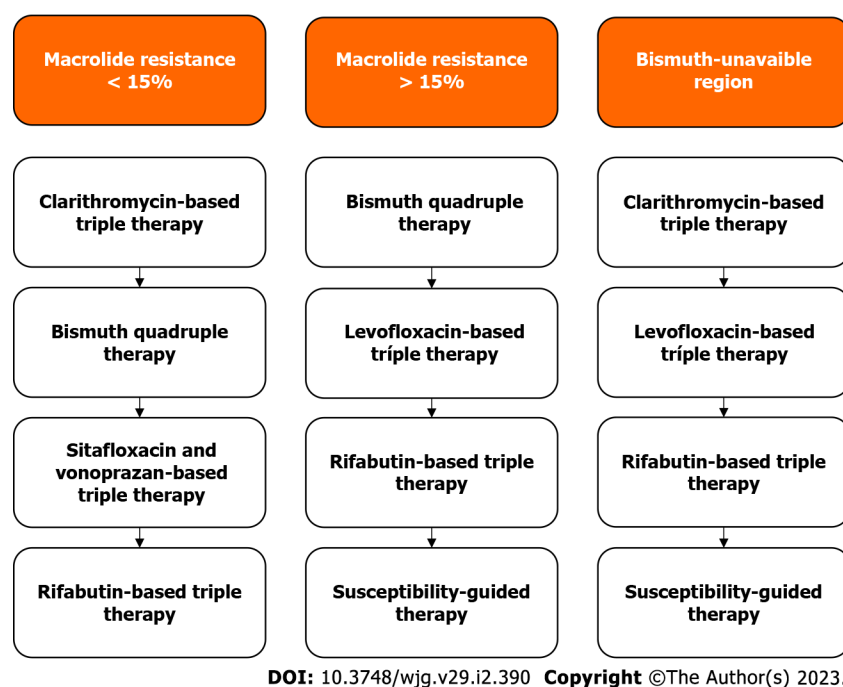 Macrolide resistance
< 15%
Macrolide resistance
> 15%
Bismuth-unavaible
region
Clarithromycin-based
triple therapy
Bismuth quadruple
therapy
Clarithromycin-based
triple therapy
Bismuth quadruple
therapy
Levofloxacin-based
tríple therapy
Levofloxacin-based
tríple therapy
Sitafloxacin and
vonoprazan-based
triple therapy
Rifabutin-based triple
therapy
Rifabutin-based triple
therapy
Rifabutin-based triple
therapy
Susceptibility-guided
therapy
Susceptibility-guided
therapy
DOI: 10.3748/wjg.v29.i2.390 Copyright ©The Author(s) 2023.